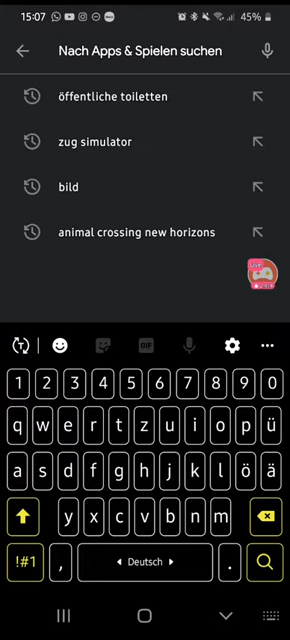 15:07
45%
Nach Apps & Spielen suchen
öffentliche toiletten
zug simulator
bild
animal crossing new horizons
Live
T
GIF
1 2 3 4 5 6 7 8 9 0
q w e r t z u i o p ü
a s d f g h j k l ö ä
y x c v b n m
!#1 , Deutsch .